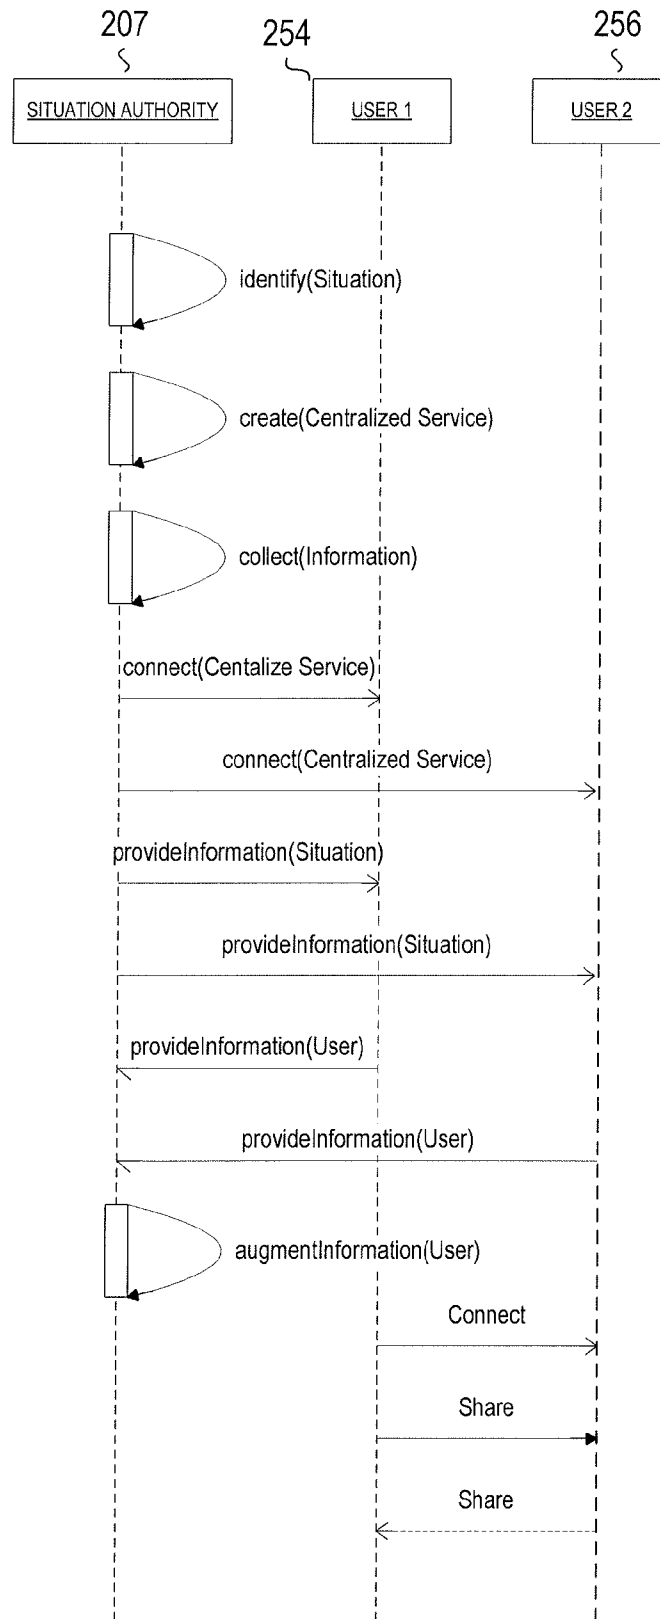 207
254
256
SITUATION AUTHORITY
USER 1
USER 2
identify(Situation)
create(Centralized Service)
collect(Information)
connect(Centalize Service)
connect(Centralized Service)
provideInformation(Situation)
provideInformation(Situation)
provideInformation(User)
provideInformation(User)
augmentInformation(User)
Connect
Share
Share